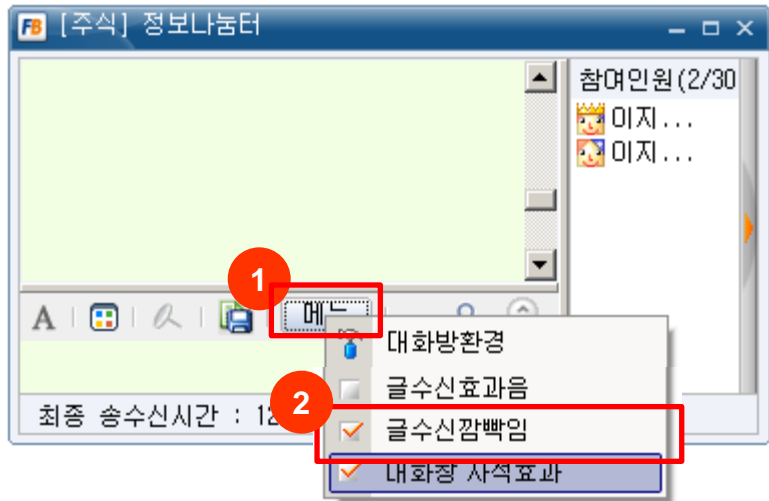 FB [주식] 정보나눔터
참여인원(2/30
이지...
이지...
1
A
메뉴
대화방환경
글수신효과음
2
최종 송수신시간 : 12
글수신깜빡임
대화창 자석효과